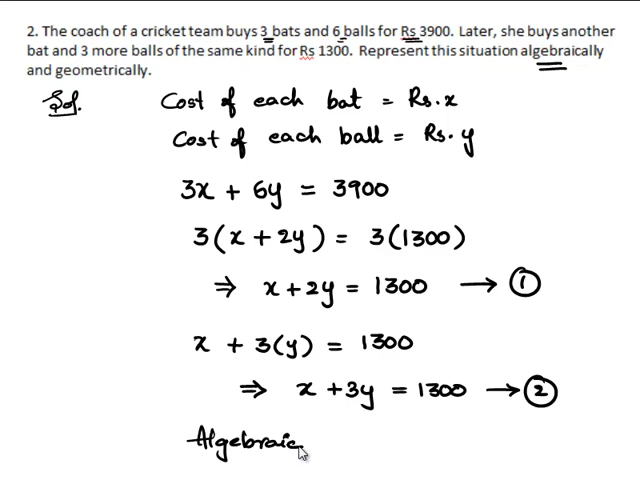 2. The coach of a cricket team buys 3 bats and 6 balls for Rs 3900. Later, she buys another
bat and 3 more balls of the same kind for Rs 1300. Represent this situation algebraically
and geometrically.
Sol. Cost of each bat = Rs. x
Cost of each ball = Rs. y
3x + 6y = 3900
3(x + 2y) = 3(1300)
⇒ x + 2y = 1300 → ①
x + 3(y) = 1300
⇒ x + 3y = 1300 → ②
Algebraic